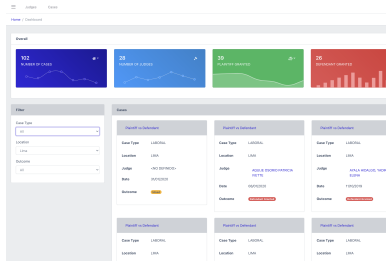 Judges Cases
Home / Dashboard
Overall
102
NUMBER OF CASES
28
NUMBER OF JUDGES
39
PLAINTIFF GRANTED
26
DEFENDANT GRANTED
Filter
Case Type
All
Location
LIMA
Outcome
All
Cases
Plaintiff vs Defendant
Case Type LABORAL
Location LIMA
Judge <NO DEFINIDO>
Date
Outcome
Plaintiff vs Defendant
Case Type LABORAL
Location LIMA
Judge
Date
Outcome
Plaintiff vs Defendant
Case Type LABORAL
Location LIMA
Judge
Date
Outcome
Plaintiff vs Defendant
Case Type LABORAL
Location LIMA
Plaintiff vs Defendant
Case Type LABORAL
Location LIMA
Plaintiff vs Defendant
Case Type LABORAL
Location LIMA